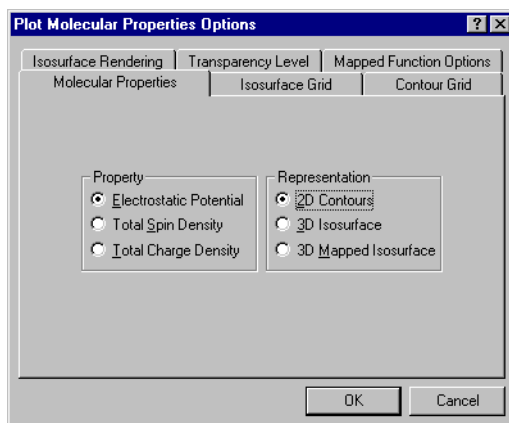 Plot Molecular Properties Options
Isosurface Rendering Transparency Level Mapped Function Options
Molecular Properties Isosurface Grid Contour Grid
Property
Electrostatic Potential
Total Spin Density
Total Charge Density
Representation
2D Contours
3D Isosurface
3D Mapped Isosurface
OK Cancel